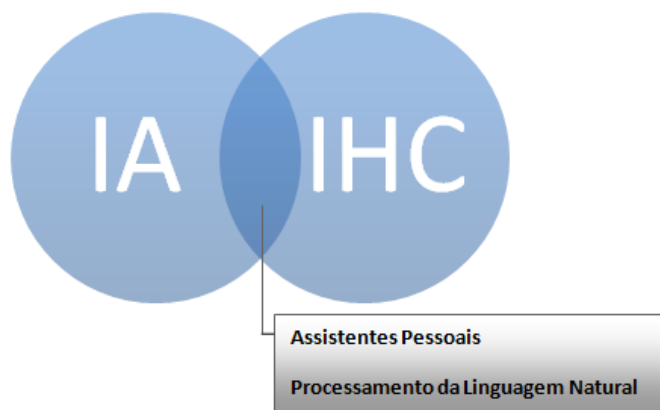 IA IHC
Assistentes Pessoais
Processamento da Linguagem Natural